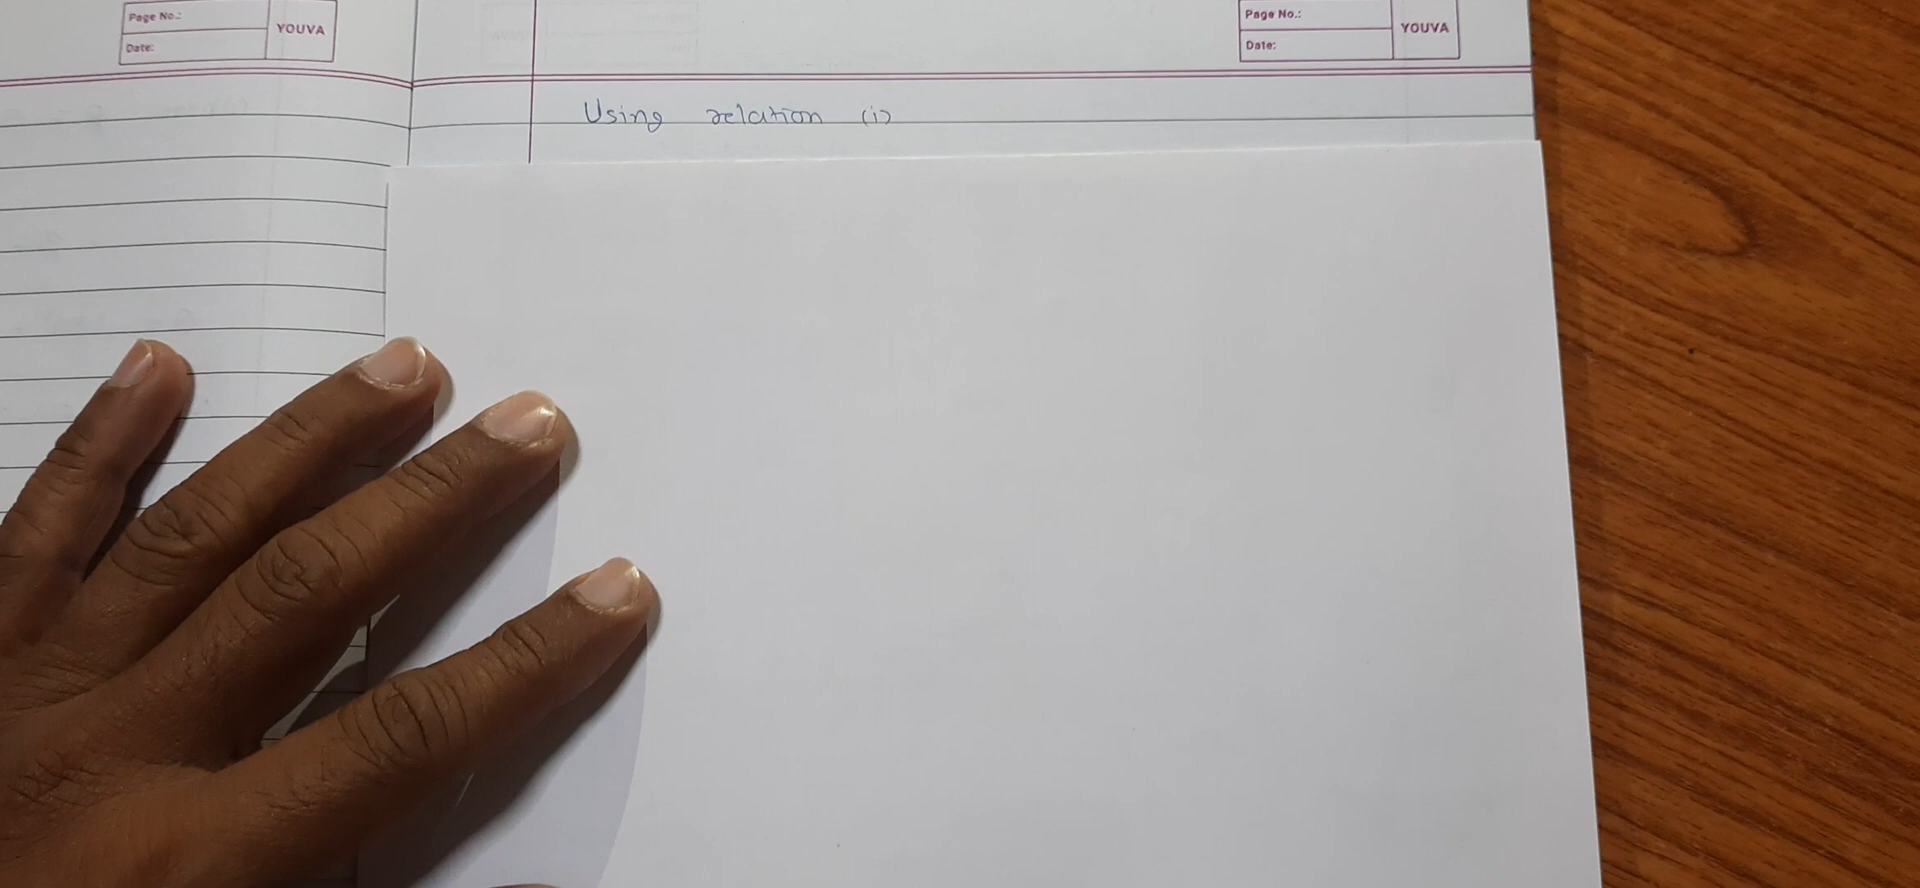 Page No.:
YOUVA
Date:
Page No.:
YOUVA
Date:
Using relation (i)